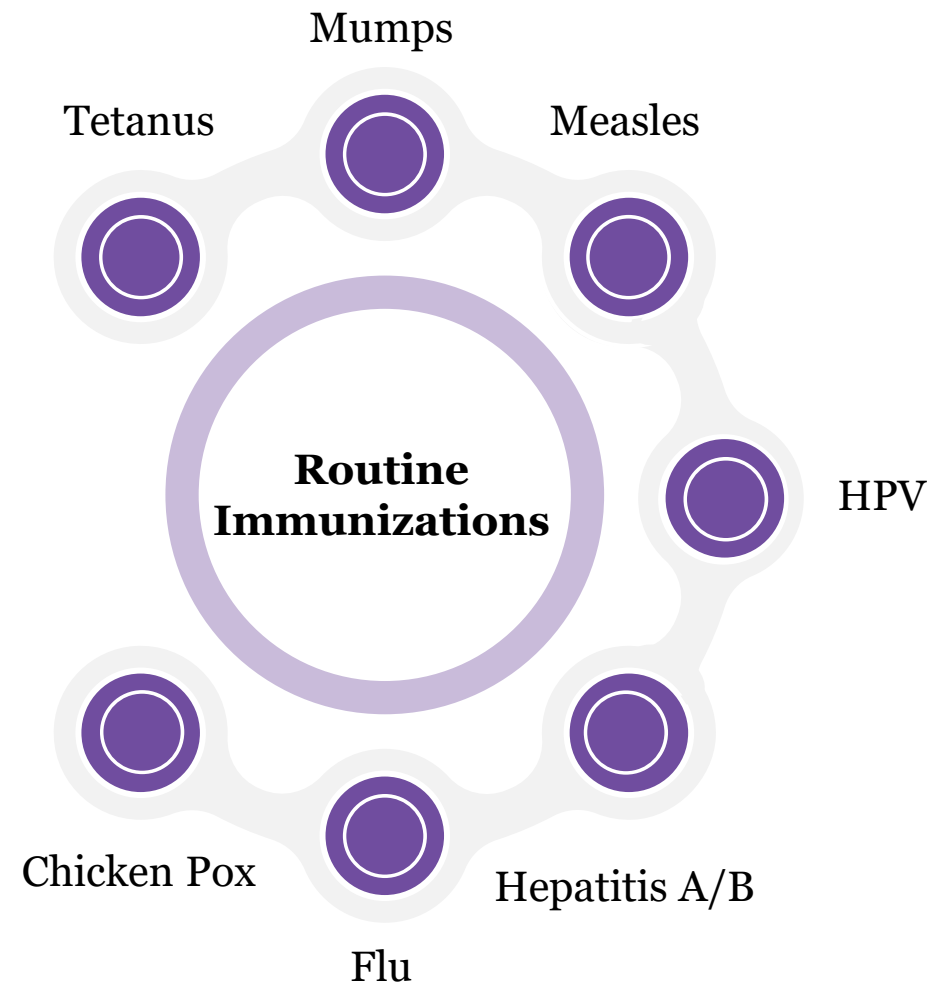 Mumps
Tetanus
Measles
Routine
Immunizations
HPV
Chicken Pox
Hepatitis A/B
Flu